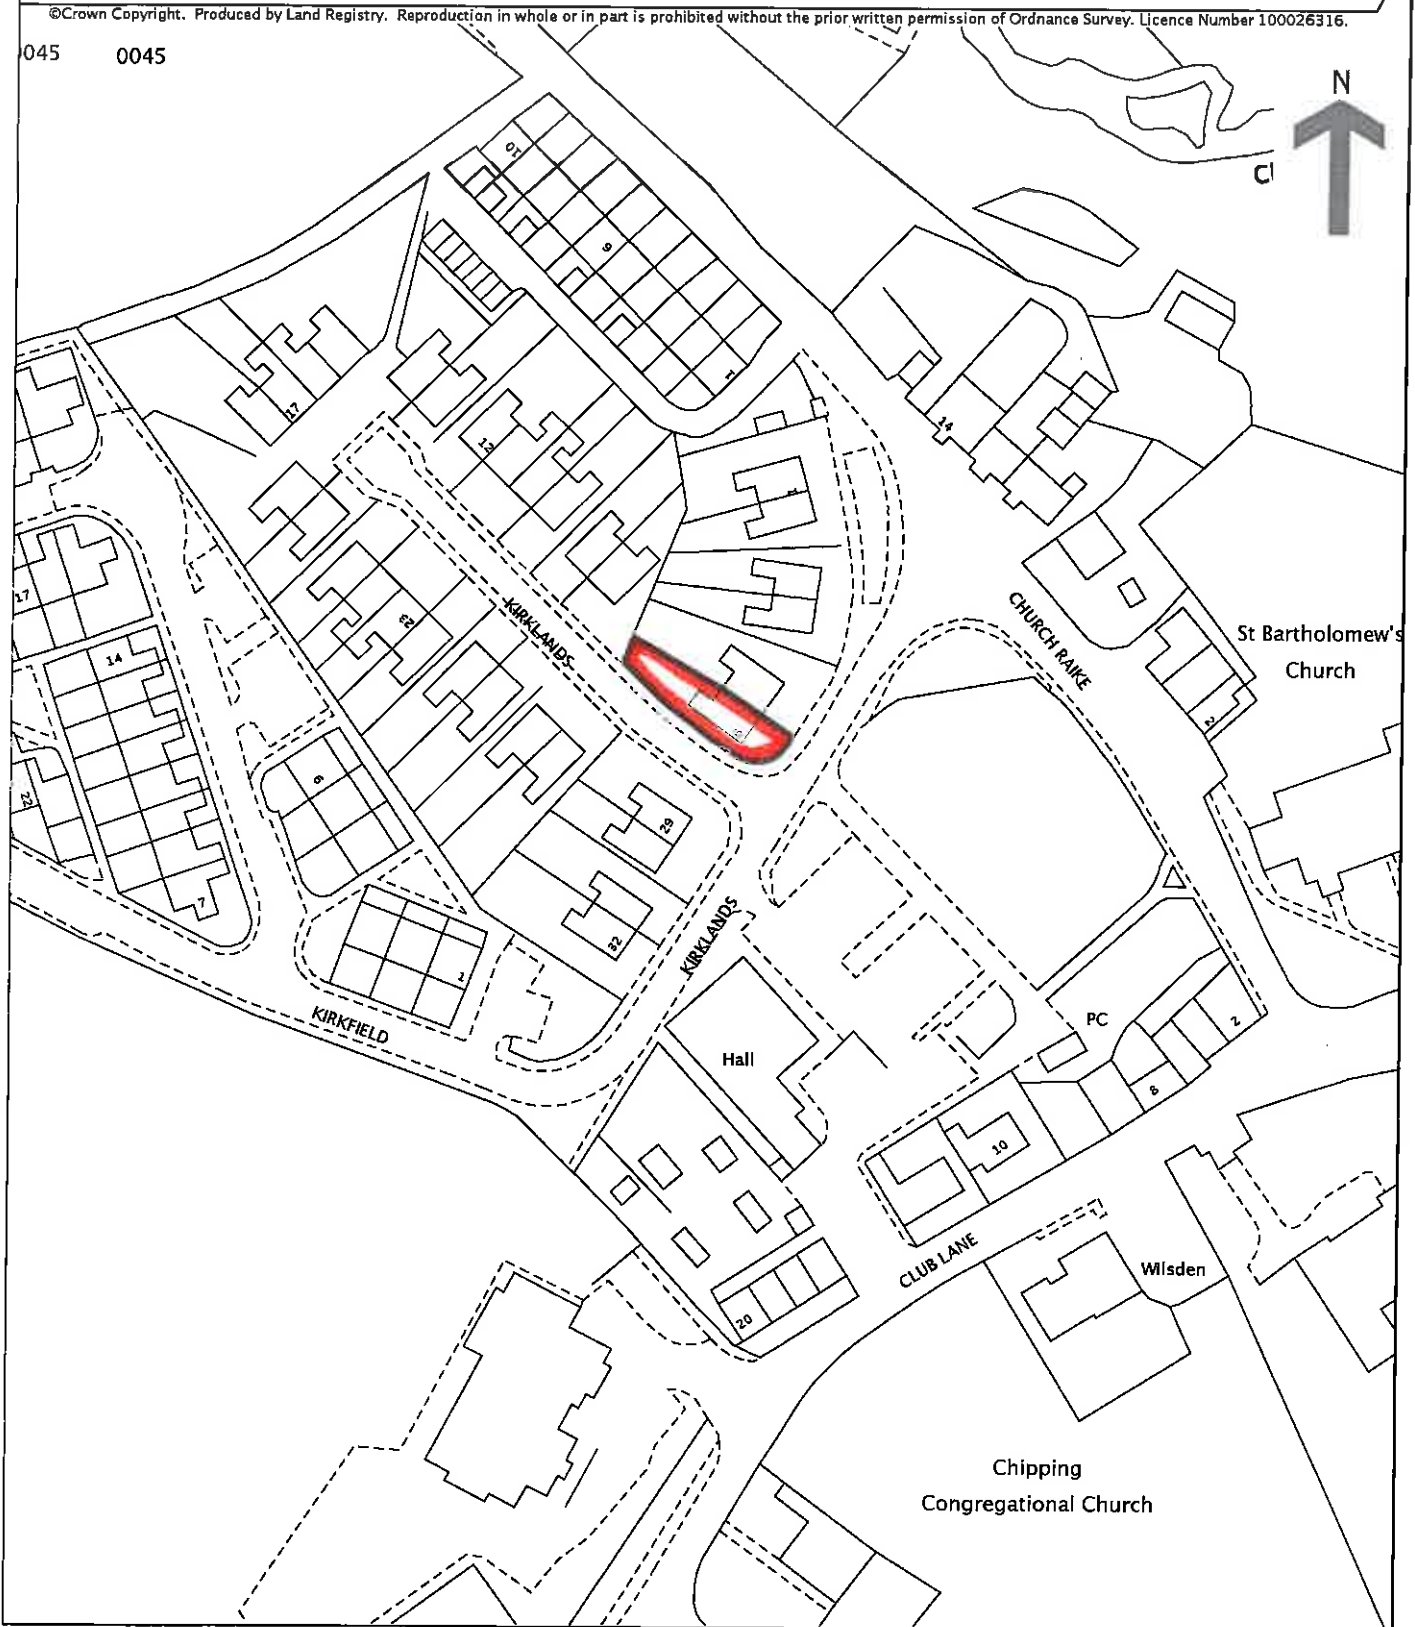 ©Crown Copyright. Produced by Land Registry. Reproduction in whole or in part is prohibited without the prior written permission of Ordnance Survey. Licence Number 100026316.
0045 0045
N
10
9
1
17
12
14
1
KIRKLANDS
23
CHURCH RAIKE
St Bartholomew's
Church
17
14
2
22
6
7
29
32
KIRKLANDS
1
KIRKFIELD
Hall
PC
2
8
10
CLUB LANE
Wilsden
20
Chipping
Congregational Church